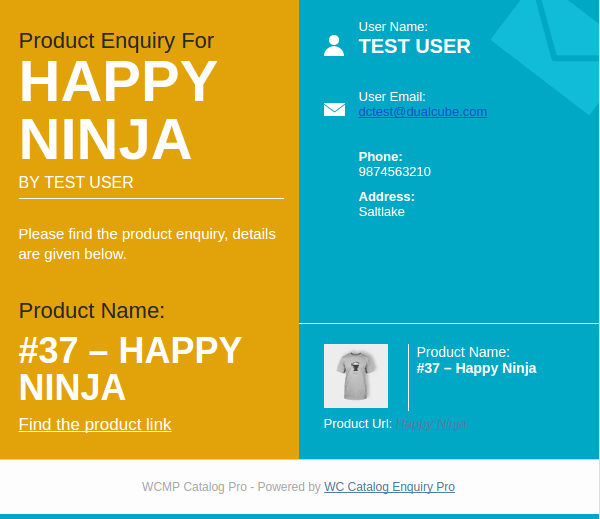 Product Enquiry For
HAPPY
NINJA
BY TEST USER
Please find the product enquiry, details
are given below.
Product Name:
#37 – HAPPY
NINJA
Find the product link
User Name:
TEST USER
User Email:
dctest@dualcube.com
Phone:
9874563210
Address:
Saltlake
Product Name:
#37 – Happy Ninja
Product Url: Happy Ninja
WCMP Catalog Pro - Powered by WC Catalog Enquiry Pro